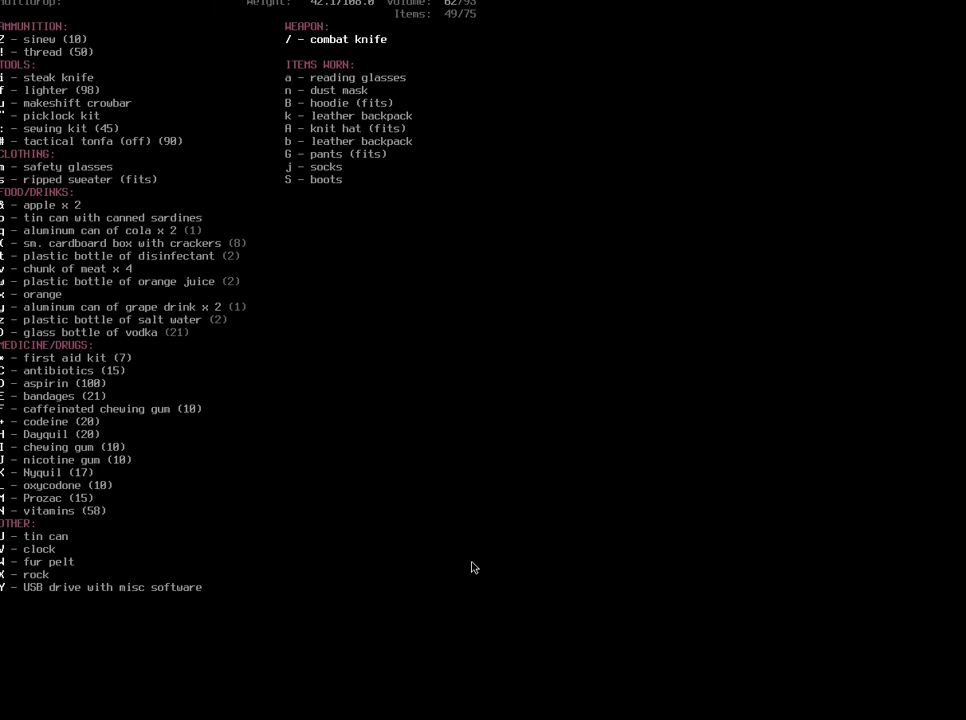 Multidrop: Weight: 42.1/108.0 Volume: 62/93
Items: 49/75
AMMUNITION:
Z - sinew (10)
! - thread (50)
TOOLS:
i - steak knife
f - lighter (98)
u - makeshift crowbar
" - picklock kit
: - sewing kit (45)
# - tactical tonfa (off) (90)
CLOTHING:
m - safety glasses
s - ripped sweater (fits)
FOOD/DRINKS:
& - apple x 2
- tin can with canned sardines
q - aluminum can of cola x 2 (1)
( - sm. cardboard box with crackers (8)
t - plastic bottle of disinfectant (2)
v - chunk of meat x 4
w - plastic bottle of orange juice (2)
x - orange
y - aluminum can of grape drink x 2 (1)
z - plastic bottle of salt water (2)
- glass bottle of vodka (21)
MEDICINE/DRUGS:
* - first aid kit (7)
C - antibiotics (15)
D - aspirin (100)
E - bandages (21)
F - caffeinated chewing gum (10)
+ - codeine (20)
H - Dayquil (20)
I - chewing gum (10)
J - nicotine gum (10)
K - Nyquil (17)
L - oxycodone (10)
M - Prozac (15)
N - vitamins (58)
OTHER:
U - tin can
V - clock
W - fur pelt
X - rock
Y - USB drive with misc software
WEAPON:
/ - combat knife
ITEMS WORN:
a - reading glasses
n - dust mask
B - hoodie (fits)
k - leather backpack
A - knit hat (fits)
b - leather backpack
G - pants (fits)
j - socks
S - boots